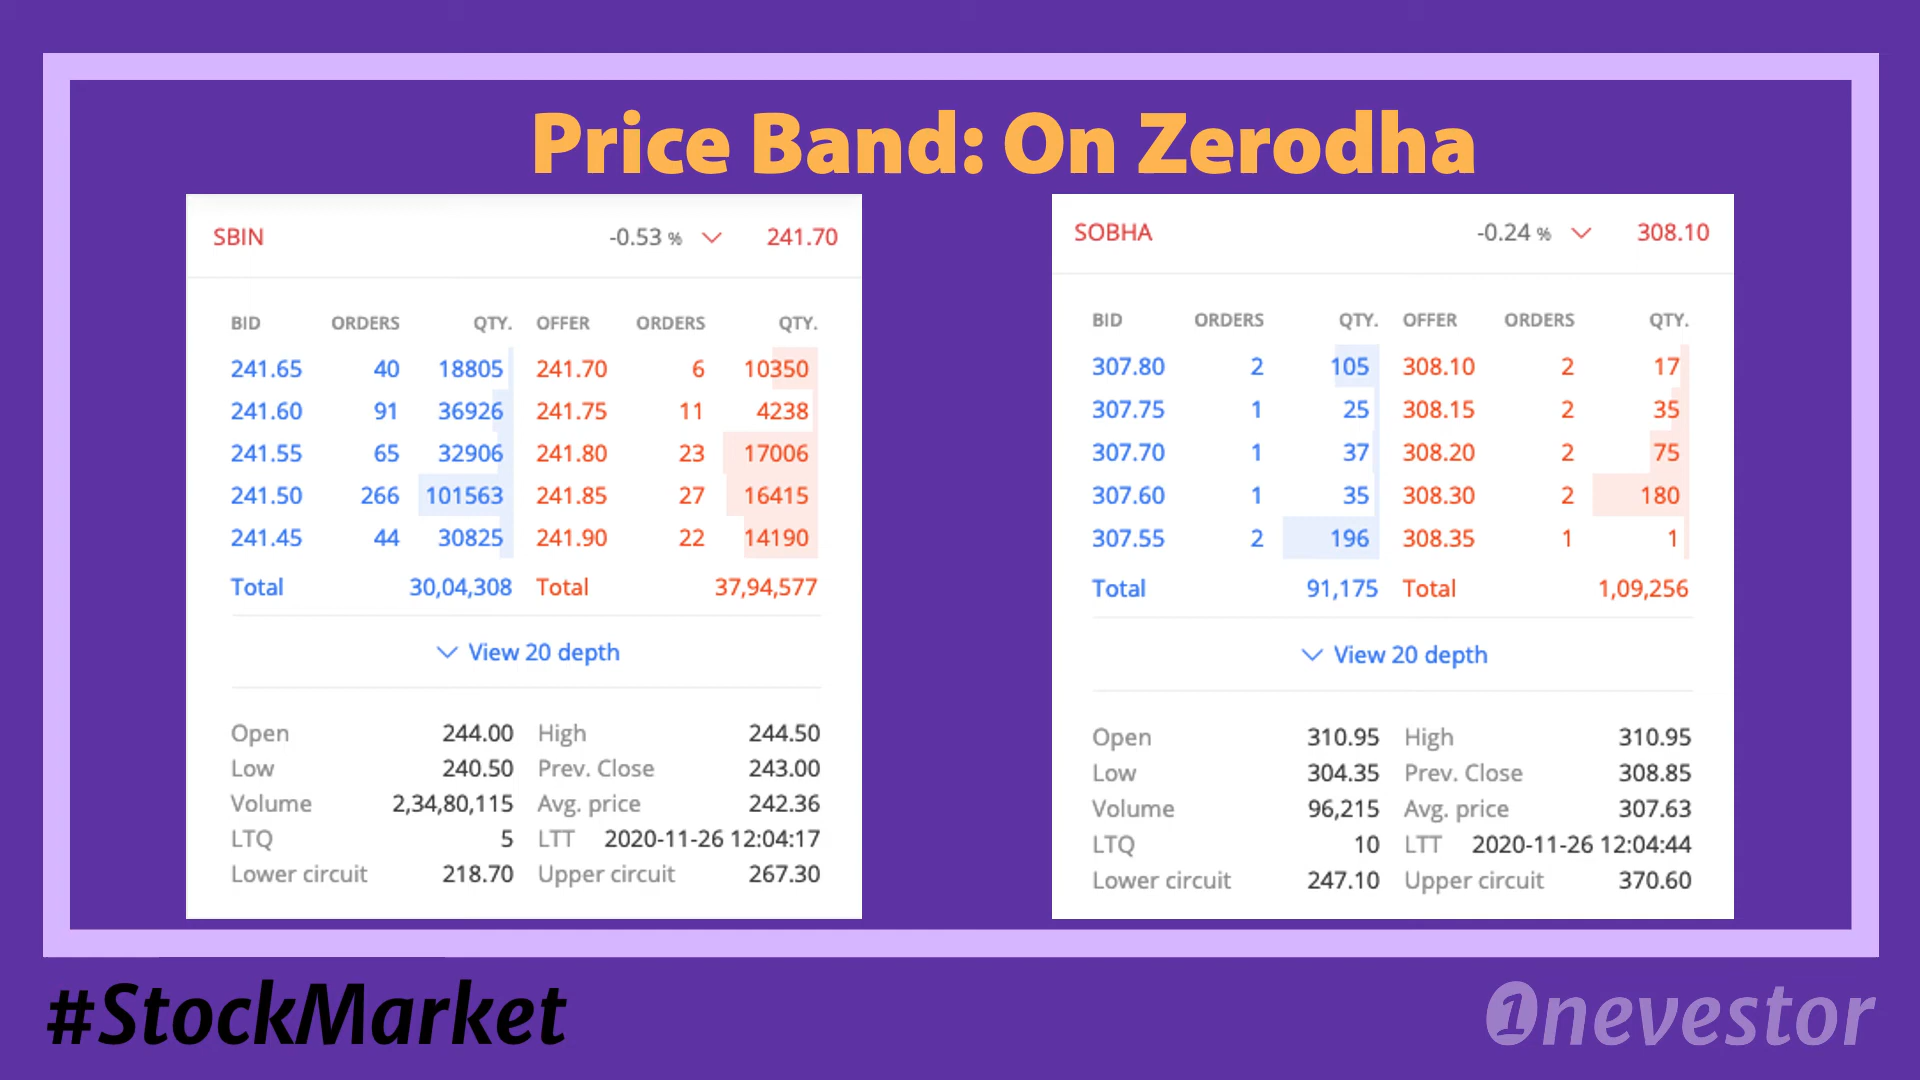 Price Band: On Zerodha
SBIN -0.53 % 241.70
BID ORDERS QTY. OFFER ORDERS QTY.
241.65 40 18805 241.70 6 10350
241.60 91 36926 241.75 11 4238
241.55 65 32906 241.80 23 17006
241.50 266 101563 241.85 27 16415
241.45 44 30825 241.90 22 14190
Total 30,04,308 Total 37,94,577
View 20 depth
Open 244.00 High 244.50
Low 240.50 Prev. Close 243.00
Volume 2,34,80,115 Avg. price 242.36
LTQ 5 LTT 2020-11-26 12:04:17
Lower circuit 218.70 Upper circuit 267.30
SOBHA -0.24 % 308.10
BID ORDERS QTY. OFFER ORDERS QTY.
307.80 2 105 308.10 2 17
307.75 1 25 308.15 2 35
307.70 1 37 308.20 2 75
307.60 1 35 308.30 2 180
307.55 2 196 308.35 1 1
Total 91,175 Total 1,09,256
View 20 depth
Open 310.95 High 310.95
Low 304.35 Prev. Close 308.85
Volume 96,215 Avg. price 307.63
LTQ 10 LTT 2020-11-26 12:04:44
Lower circuit 247.10 Upper circuit 370.60
#StockMarket
1nevestor